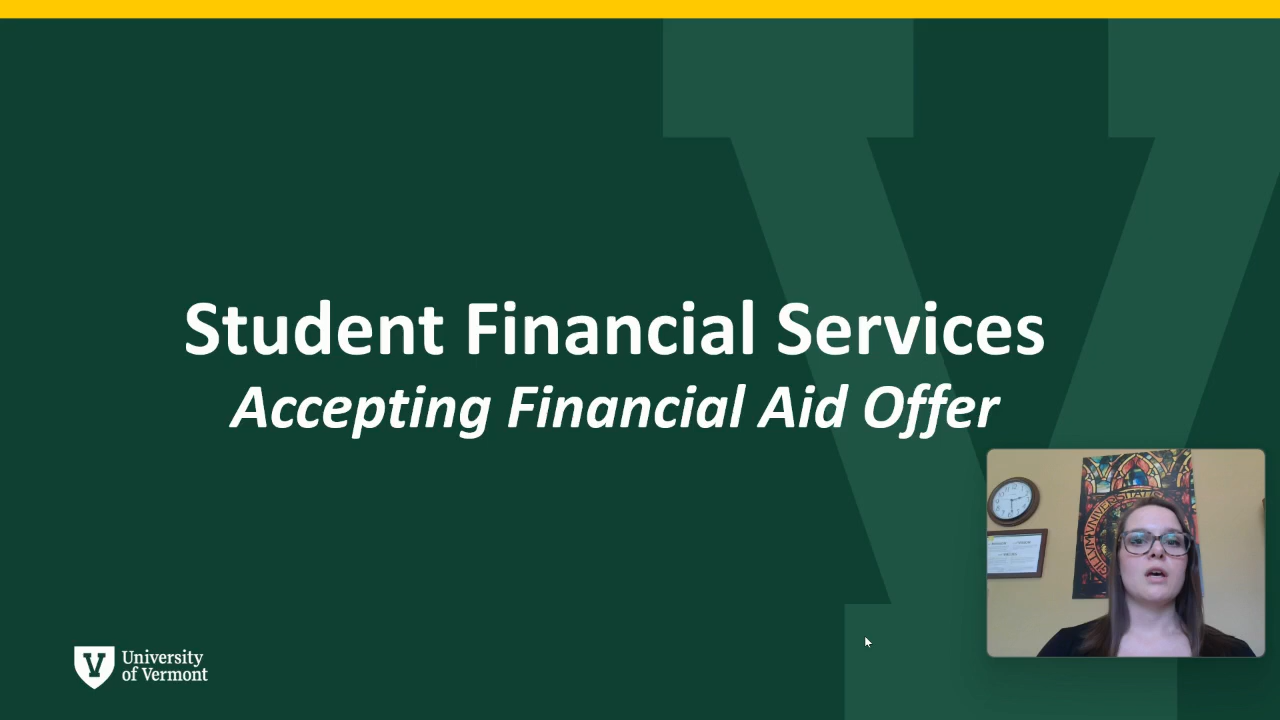 Student Financial Services
Accepting Financial Aid Offer
University
of Vermont